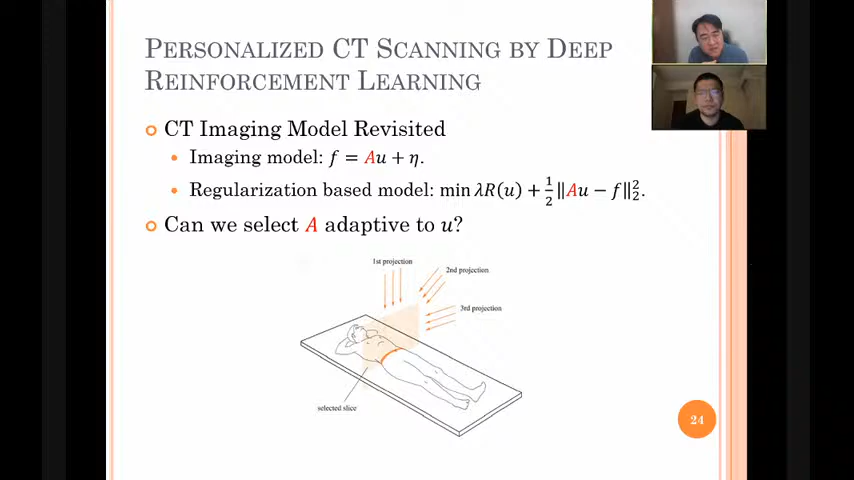 PERSONALIZED CT SCANNING BY DEEP
REINFORCEMENT LEARNING
CT Imaging Model Revisited
Imaging model: f = Au + η.
Regularization based model: min λR(u) + ½‖Au − f‖₂².
Can we select A adaptive to u?
1st projection
2nd projection
3rd projection
selected slice
24